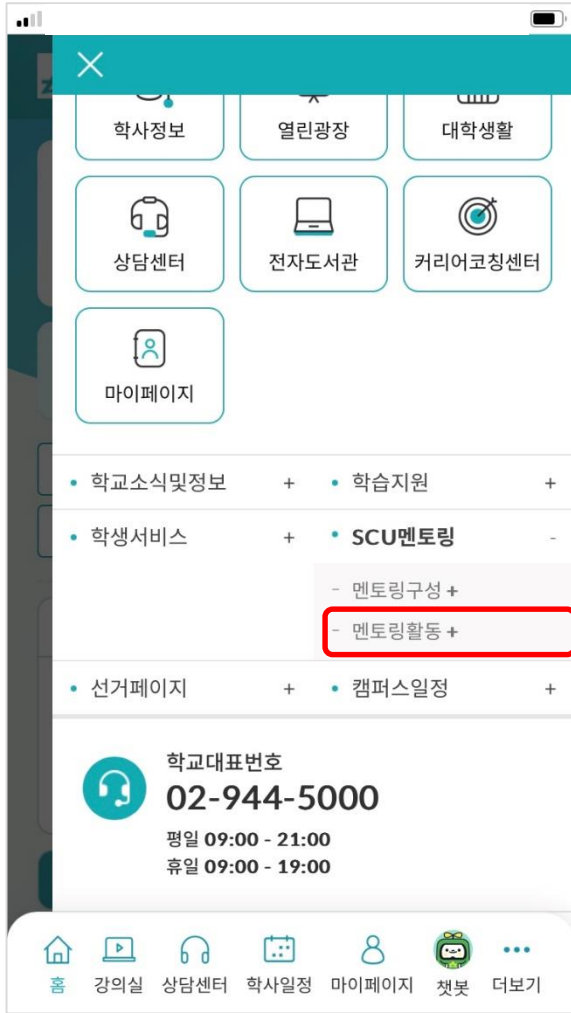 학사정보 열린광장 대학생활
상담센터 전자도서관 커리어코칭센터
마이페이지
• 학교소식및정보 + • 학습지원 +
• 학생서비스 + • SCU멘토링 -
- 멘토링구성 +
- 멘토링활동 +
• 선거페이지 + • 캠퍼스일정 +
학교대표번호
02-944-5000
평일 09:00 - 21:00
휴일 09:00 - 19:00
홈 강의실 상담센터 학사일정 마이페이지 챗봇 더보기